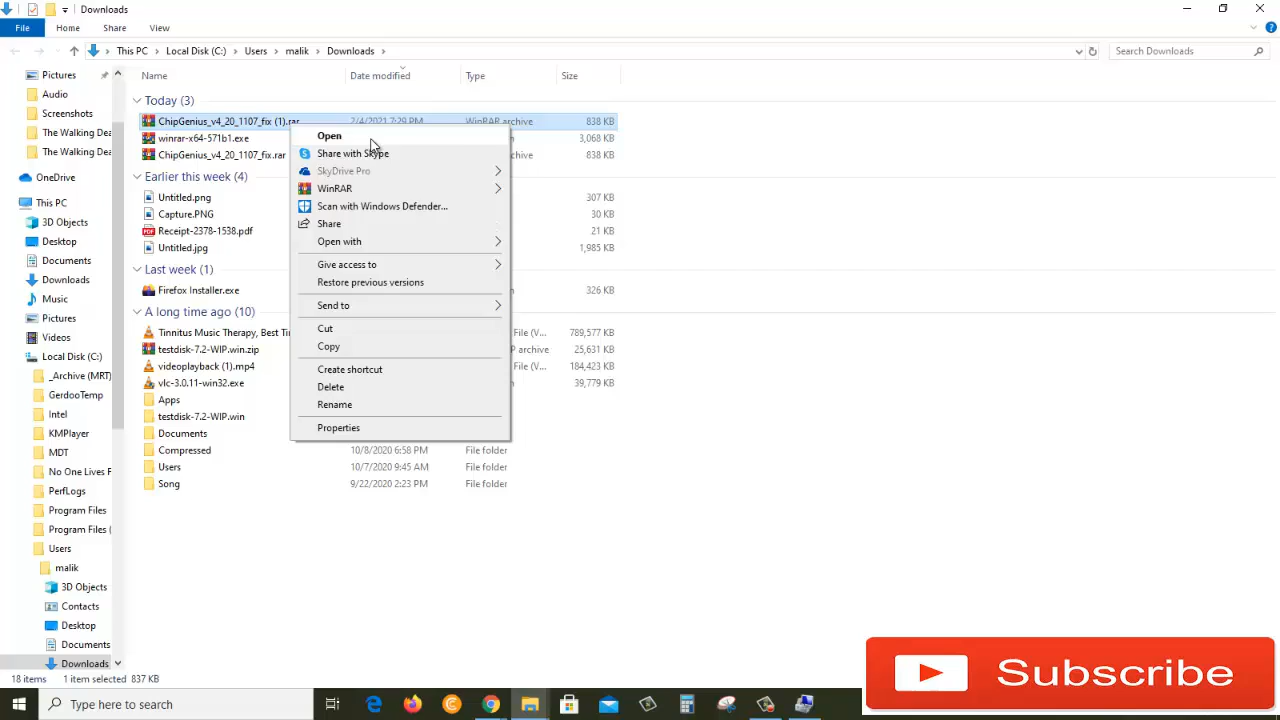 Downloads
File Home Share View
This PC Local Disk (C:) Users malik Downloads Search Downloads
Name Date modified Type Size
Pictures
Audio
Screenshots
The Walking Dea
The Walking Dea
OneDrive
This PC
3D Objects
Desktop
Documents
Downloads
Music
Pictures
Videos
Local Disk (C:)
_Archive (MRT)
GerdooTemp
Intel
KMPlayer
MDT
No One Lives F
PerfLogs
Program Files
Program Files (
Users
malik
3D Objects
Contacts
Desktop
Documents
Downloads
Today (3)
ChipGenius_v4_20_1107_fix (1).rar 2/4/2021 7:29 PM WinRAR archive 838 KB
winrar-x64-571b1.exe 3,068 KB
ChipGenius_v4_20_1107_fix.rar chive 838 KB
Earlier this week (4)
Untitled.png 307 KB
Capture.PNG 30 KB
Receipt-2378-1538.pdf 21 KB
Untitled.jpg 1,985 KB
Last week (1)
Firefox Installer.exe 326 KB
A long time ago (10)
Tinnitus Music Therapy, Best Ti File (V... 789,577 KB
testdisk-7.2-WIP.win.zip P archive 25,631 KB
videoplayback (1).mp4 File (V... 184,423 KB
vlc-3.0.11-win32.exe 39,779 KB
Apps
testdisk-7.2-WIP.win
Documents
Compressed 10/8/2020 6:58 PM File folder
Users 10/7/2020 9:45 AM File folder
Song 9/22/2020 2:23 PM File folder
Open
Share with Skype
SkyDrive Pro
WinRAR
Scan with Windows Defender...
Share
Open with
Give access to
Restore previous versions
Send to
Cut
Copy
Create shortcut
Delete
Rename
Properties
18 items 1 item selected 837 KB
Subscribe
Type here to search